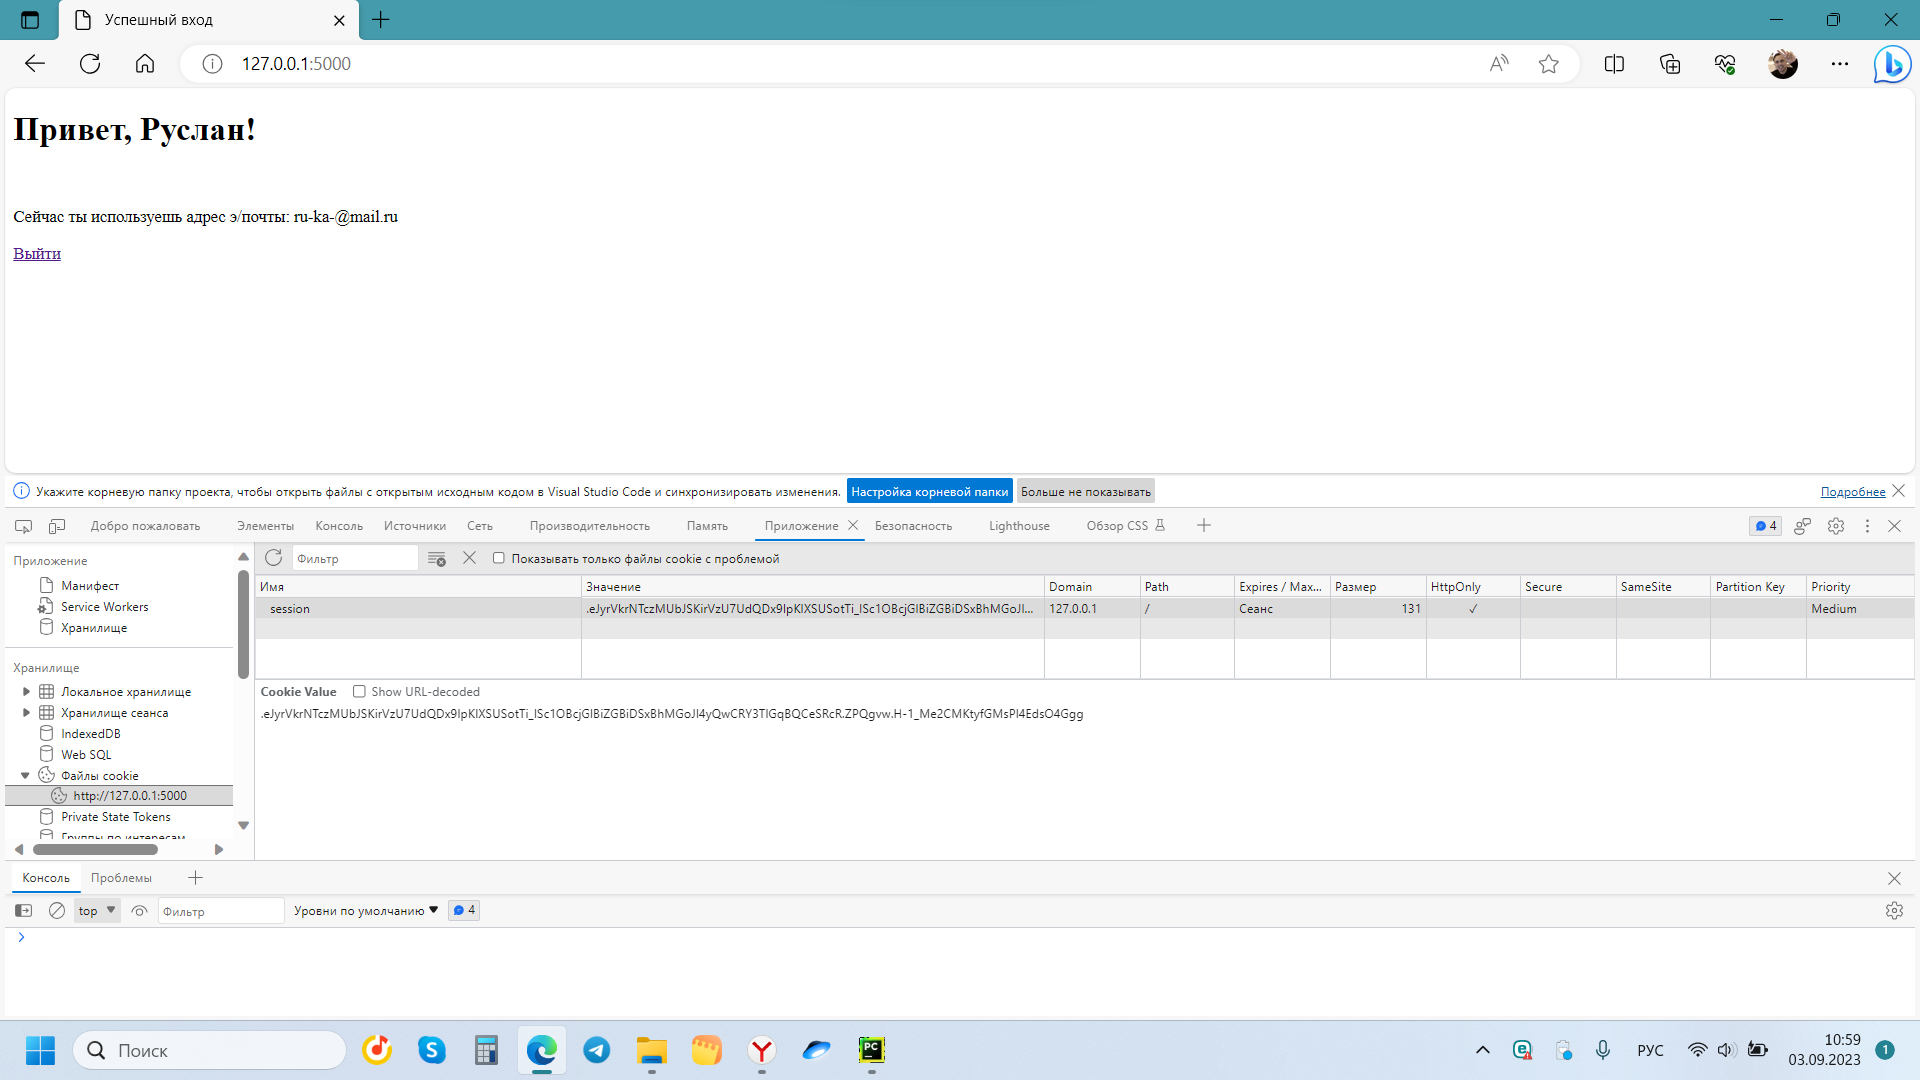 Успешный вход
127.0.0.1:5000
Привет, Руслан!
Сейчас ты используешь адрес э/почты: ru-ka-@mail.ru
Выйти
Укажите корневую папку проекта, чтобы открыть файлы с открытым исходным кодом в Visual Studio Code и синхронизировать изменения. Настройка корневой папки Больше не показывать Подробнее
Добро пожаловать Элементы Консоль Источники Сеть Производительность Память Приложение Безопасность Lighthouse Обзор CSS 4
Приложение
Манифест
Service Workers
Хранилище
Хранилище
Локальное хранилище
Хранилище сеанса
IndexedDB
Web SQL
Файлы cookie
http://127.0.0.1:5000
Private State Tokens
Группы по интересам
Фильтр Показывать только файлы cookie с проблемой
Имя Значение Domain Path Expires / Max... Размер HttpOnly Secure SameSite Partition Key Priority
session .eJyrVkrNTczMUbJSKirVzU7UdQDx9IpKlXSUSotTi_ISc1OBcjGlBiZGBiDSxBhMGoJI... 127.0.0.1 / Сеанс 131 ✓ Medium
Cookie Value Show URL-decoded
.eJyrVkrNTczMUbJSKirVzU7UdQDx9IpKlXSUSotTi_ISc1OBcjGlBiZGBiDSxBhMGoJI4yQwCRY3TIGqBQCeSRcR.ZPQgvw.H-1_Me2CMKtyfGMsPl4EdsO4Ggg
Консоль Проблемы
top Фильтр Уровни по умолчанию 4
Поиск
PC
РУС
10:59
03.09.2023
1